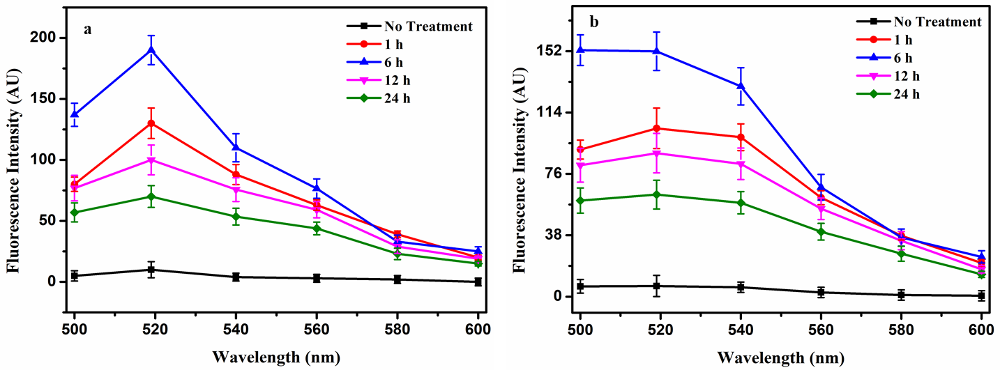 a
No Treatment
1 h
6 h
12 h
24 h
200
150
100
50
0
500
520
540
560
580
600
Fluorescence Intensity (AU)
Wavelength (nm)
b
No Treatment
1 h
6 h
12 h
24 h
152
114
76
38
0
500
520
540
560
580
600
Fluorescence Intensity (AU)
Wavelength (nm)